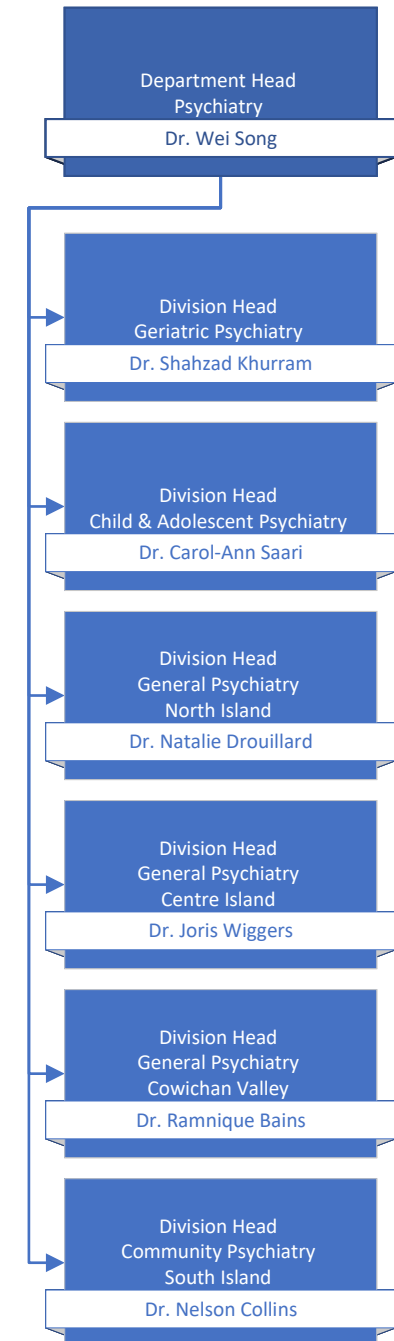 Department Head
Psychiatry
Dr. Wei Song
Division Head
Geriatric Psychiatry
Dr. Shahzad Khurram
Division Head
Child & Adolescent Psychiatry
Dr. Carol-Ann Saari
Division Head
General Psychiatry
North Island
Dr. Natalie Drouillard
Division Head
General Psychiatry
Centre Island
Dr. Joris Wiggers
Division Head
General Psychiatry
Cowichan Valley
Dr. Ramnique Bains
Division Head
Community Psychiatry
South Island
Dr. Nelson Collins